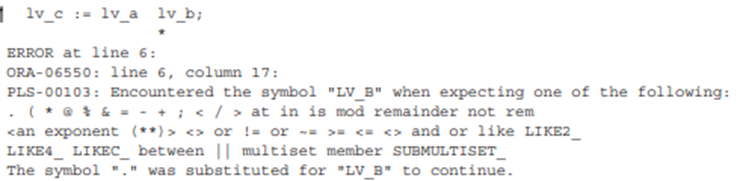 lv_c := lv_a  lv_b;
*
ERROR at line 6:
ORA-06550: line 6, column 17:
PLS-00103: Encountered the symbol "LV_B" when expecting one of the following:
. ( * @ % & = - + ; < / > at in is mod remainder not rem
<an exponent (**)> <> or != or ~= >= <= <> and or like LIKE2_
LIKE4_ LIKEC_ between || multiset member SUBMULTISET_
The symbol "." was substituted for "LV_B" to continue.